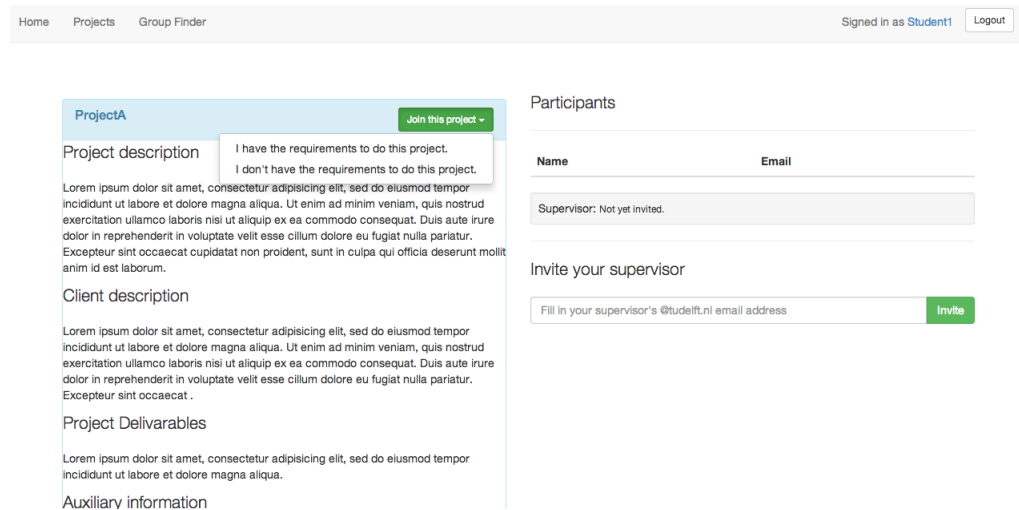 Home Projects Group Finder Signed in as Student1 Logout
ProjectA Join this project
I have the requirements to do this project.
I don't have the requirements to do this project.
Project description
Lorem ipsum dolor sit amet, consectetur adipisicing elit, sed do eiusmod tempor
incididunt ut labore et dolore magna aliqua. Ut enim ad minim veniam, quis nostrud
exercitation ullamco laboris nisi ut aliquip ex ea commodo consequat. Duis aute irure
dolor in reprehenderit in voluptate velit esse cillum dolore eu fugiat nulla pariatur.
Excepteur sint occaecat cupidatat non proident, sunt in culpa qui officia deserunt mollit
anim id est laborum.
Client description
Lorem ipsum dolor sit amet, consectetur adipisicing elit, sed do eiusmod tempor
incididunt ut labore et dolore magna aliqua. Ut enim ad minim veniam, quis nostrud
exercitation ullamco laboris nisi ut aliquip ex ea commodo consequat. Duis aute irure
dolor in reprehenderit in voluptate velit esse cillum dolore eu fugiat nulla pariatur.
Excepteur sint occaecat .
Project Delivarables
Lorem ipsum dolor sit amet, consectetur adipisicing elit, sed do eiusmod tempor
incididunt ut labore et dolore magna aliqua.
Auxiliary information
Participants
Name Email
Supervisor: Not yet invited.
Invite your supervisor
Fill in your supervisor's @tudelft.nl email address Invite